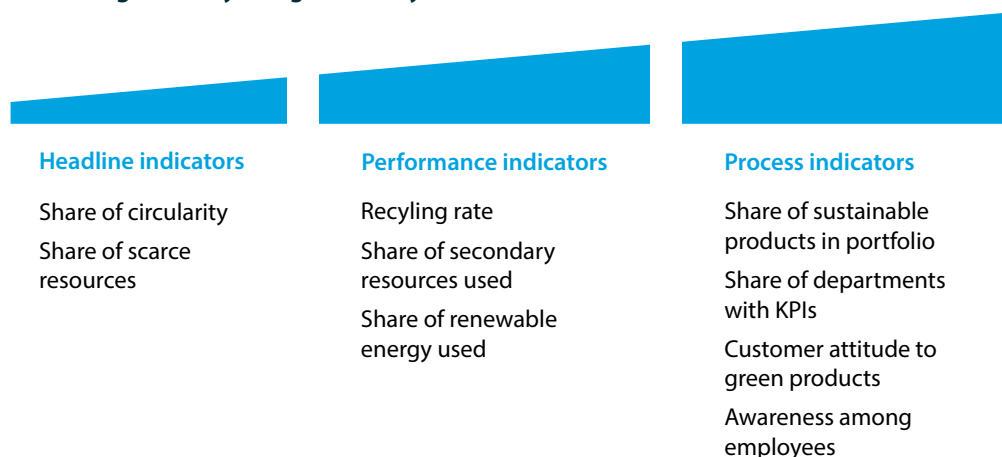 Headline indicators
Share of circularity
Share of scarce
resources
Performance indicators
Recyling rate
Share of secondary
resources used
Share of renewable
energy used
Process indicators
Share of sustainable
products in portfolio
Share of departments
with KPIs
Customer attitude to
green products
Awareness among
employees